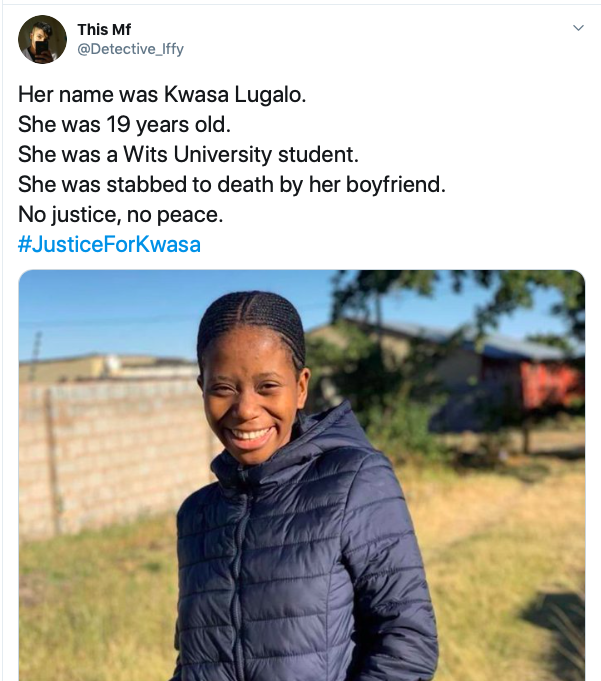 This Mf
@Detective_Iffy
Her name was Kwasa Lugalo.
She was 19 years old.
She was a Wits University student.
She was stabbed to death by her boyfriend.
No justice, no peace.
#JusticeForKwasa